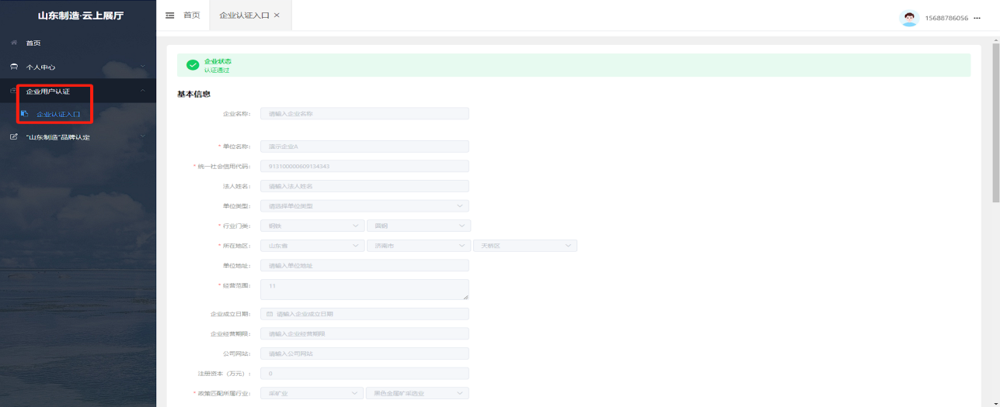 山东制造·云上展厅
首页
个人中心
企业用户认证
企业认证入口
"山东制造"品牌认定
首页 企业认证入口 ×
15688786056 ···
企业状态
认证通过
基本信息
企业名称: 请输入企业名称
* 单位名称: 演示企业A
* 统一社会信用代码: 913100000609134343
法人姓名: 请输入法人姓名
单位类型: 请选择单位类型
* 行业门类: 钢铁 圆钢
* 所在地区: 山东省 济南市 天桥区
单位地址: 请输入单位地址
* 经营范围: 11
企业成立日期: 请输入企业成立日期
企业经营期限: 请输入企业经营期限
公司网站: 请输入公司网站
注册资本（万元）: 0
* 政策匹配所属行业: 采矿业 黑色金属矿采选业